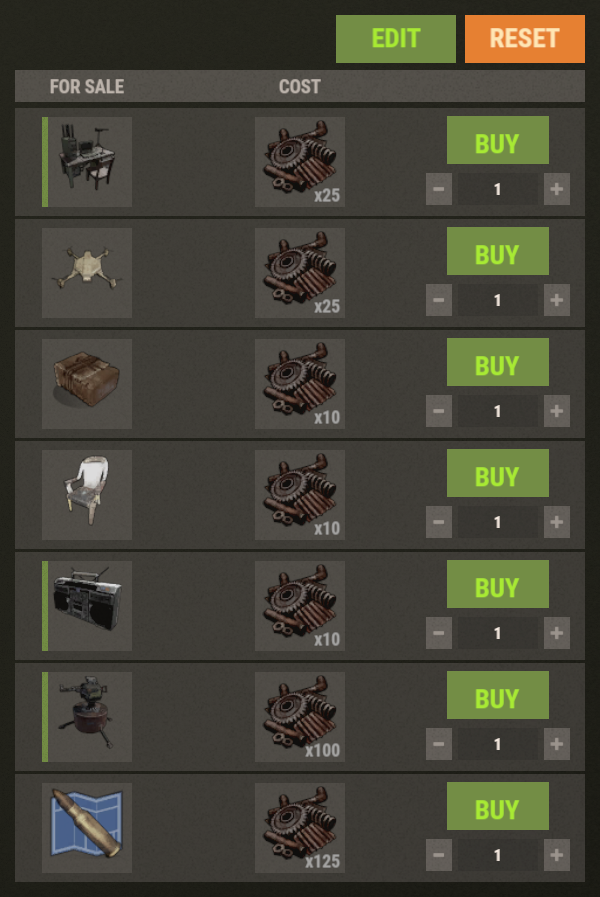 EDIT RESET
FOR SALE COST
BUY
x25 - 1 +
BUY
x25 - 1 +
BUY
x10 - 1 +
BUY
x10 - 1 +
BUY
x10 - 1 +
BUY
x100 - 1 +
BUY
x125 - 1 +